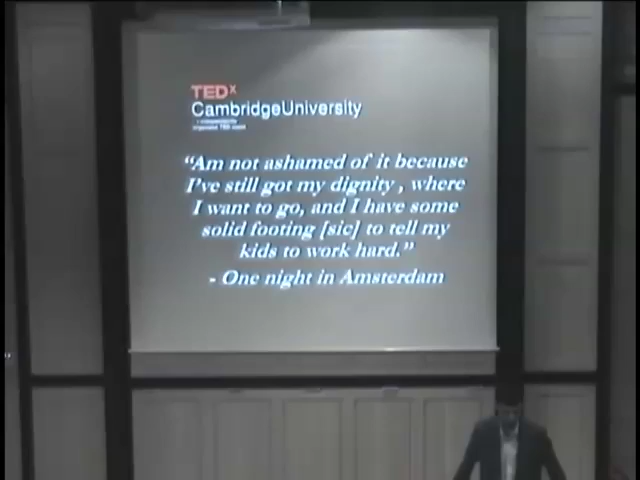 TEDx
CambridgeUniversity
"Am not ashamed of it because
I've still got my dignity , where
I want to go, and I have some
solid footing [sic] to tell my
kids to work hard."
- One night in Amsterdam